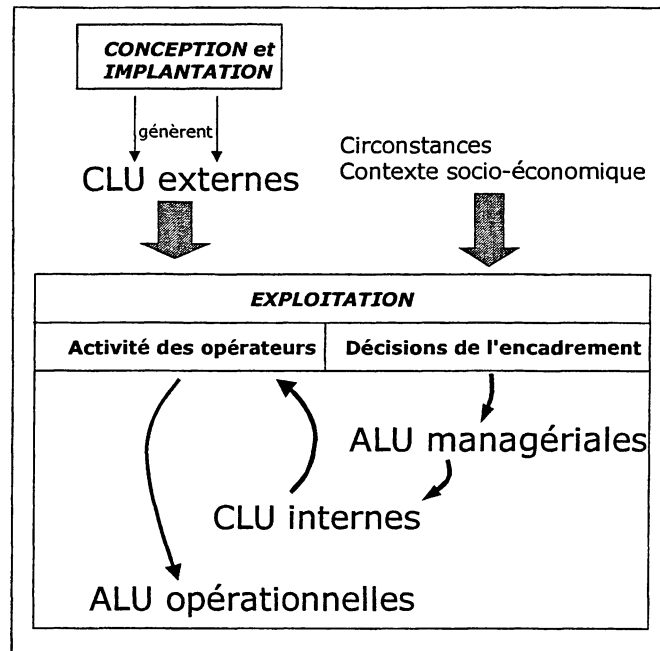 CONCEPTION et
IMPLANTATION
génèrent
CLU externes
Circonstances
Contexte socio-économique
EXPLOITATION
Activité des opérateurs
Décisions de l'encadrement
ALU managériales
CLU internes
ALU opérationnelles